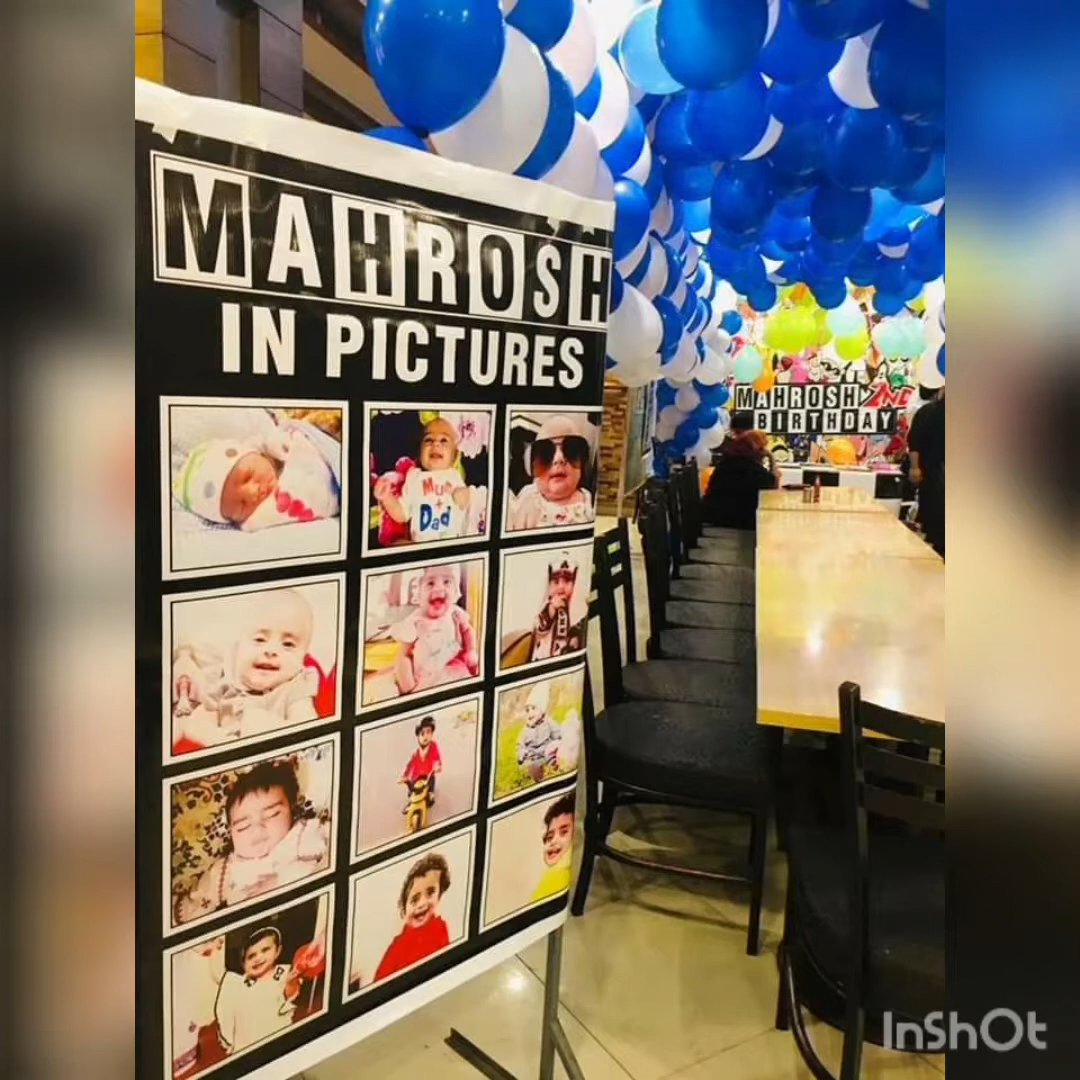 MAHROSH
IN PICTURES
Mum
+
Dad
MAHROSH 2ND
BIRTHDAY
InShOt